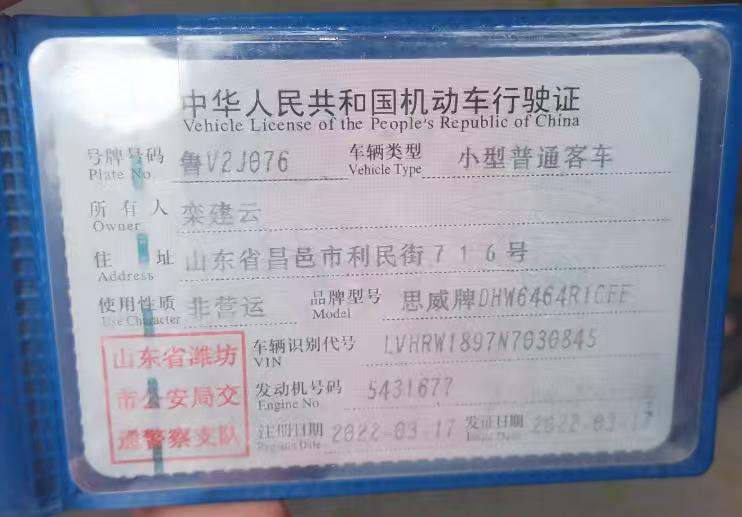 中华人民共和国机动车行驶证
Vehicle License of the People's Republic of China
号牌号码 鲁V2J076 车辆类型 小型普通客车
Plate No. Vehicle Type
所有人 栾建云
Owner
住址 山东省昌邑市利民街716号
Address
使用性质 非营运 品牌型号 思威牌DHW6464R1CFE
Use Character Model
山东省潍坊
市公安局交
通警察支队
车辆识别代号 LVHRW1897N7030845
VIN
发动机号码 5431677
Engine No.
注册日期 2022-03-17 发证日期 2022-03-17
Register Date Issue Date